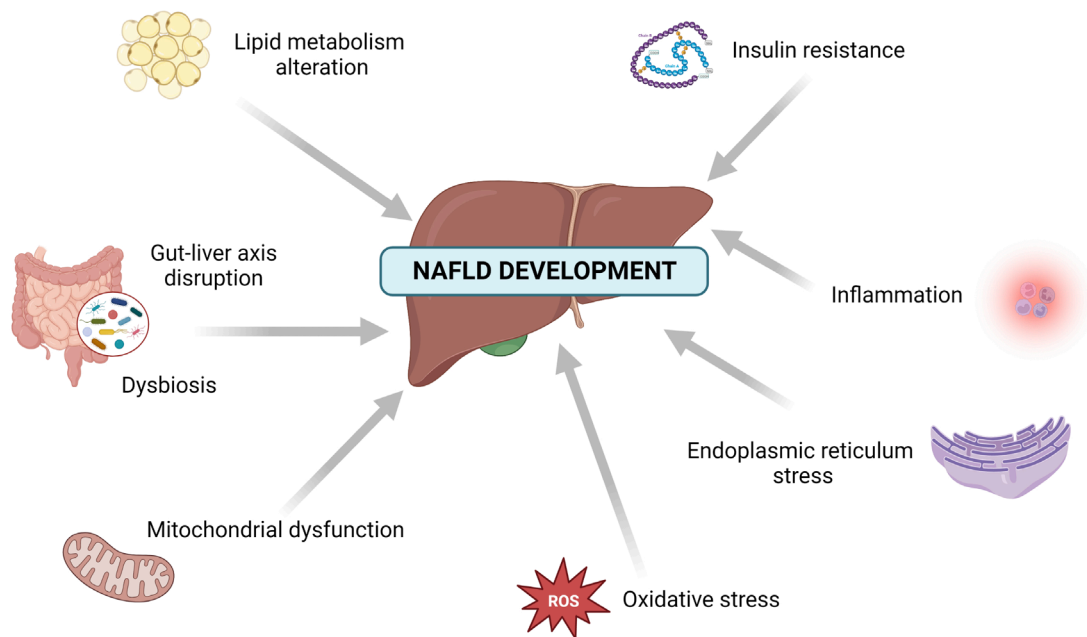 Lipid metabolism
alteration
Insulin resistance
Gut-liver axis
disruption
NAFLD DEVELOPMENT
Inflammation
Dysbiosis
Endoplasmic reticulum
stress
Mitochondrial dysfunction
ROS
Oxidative stress